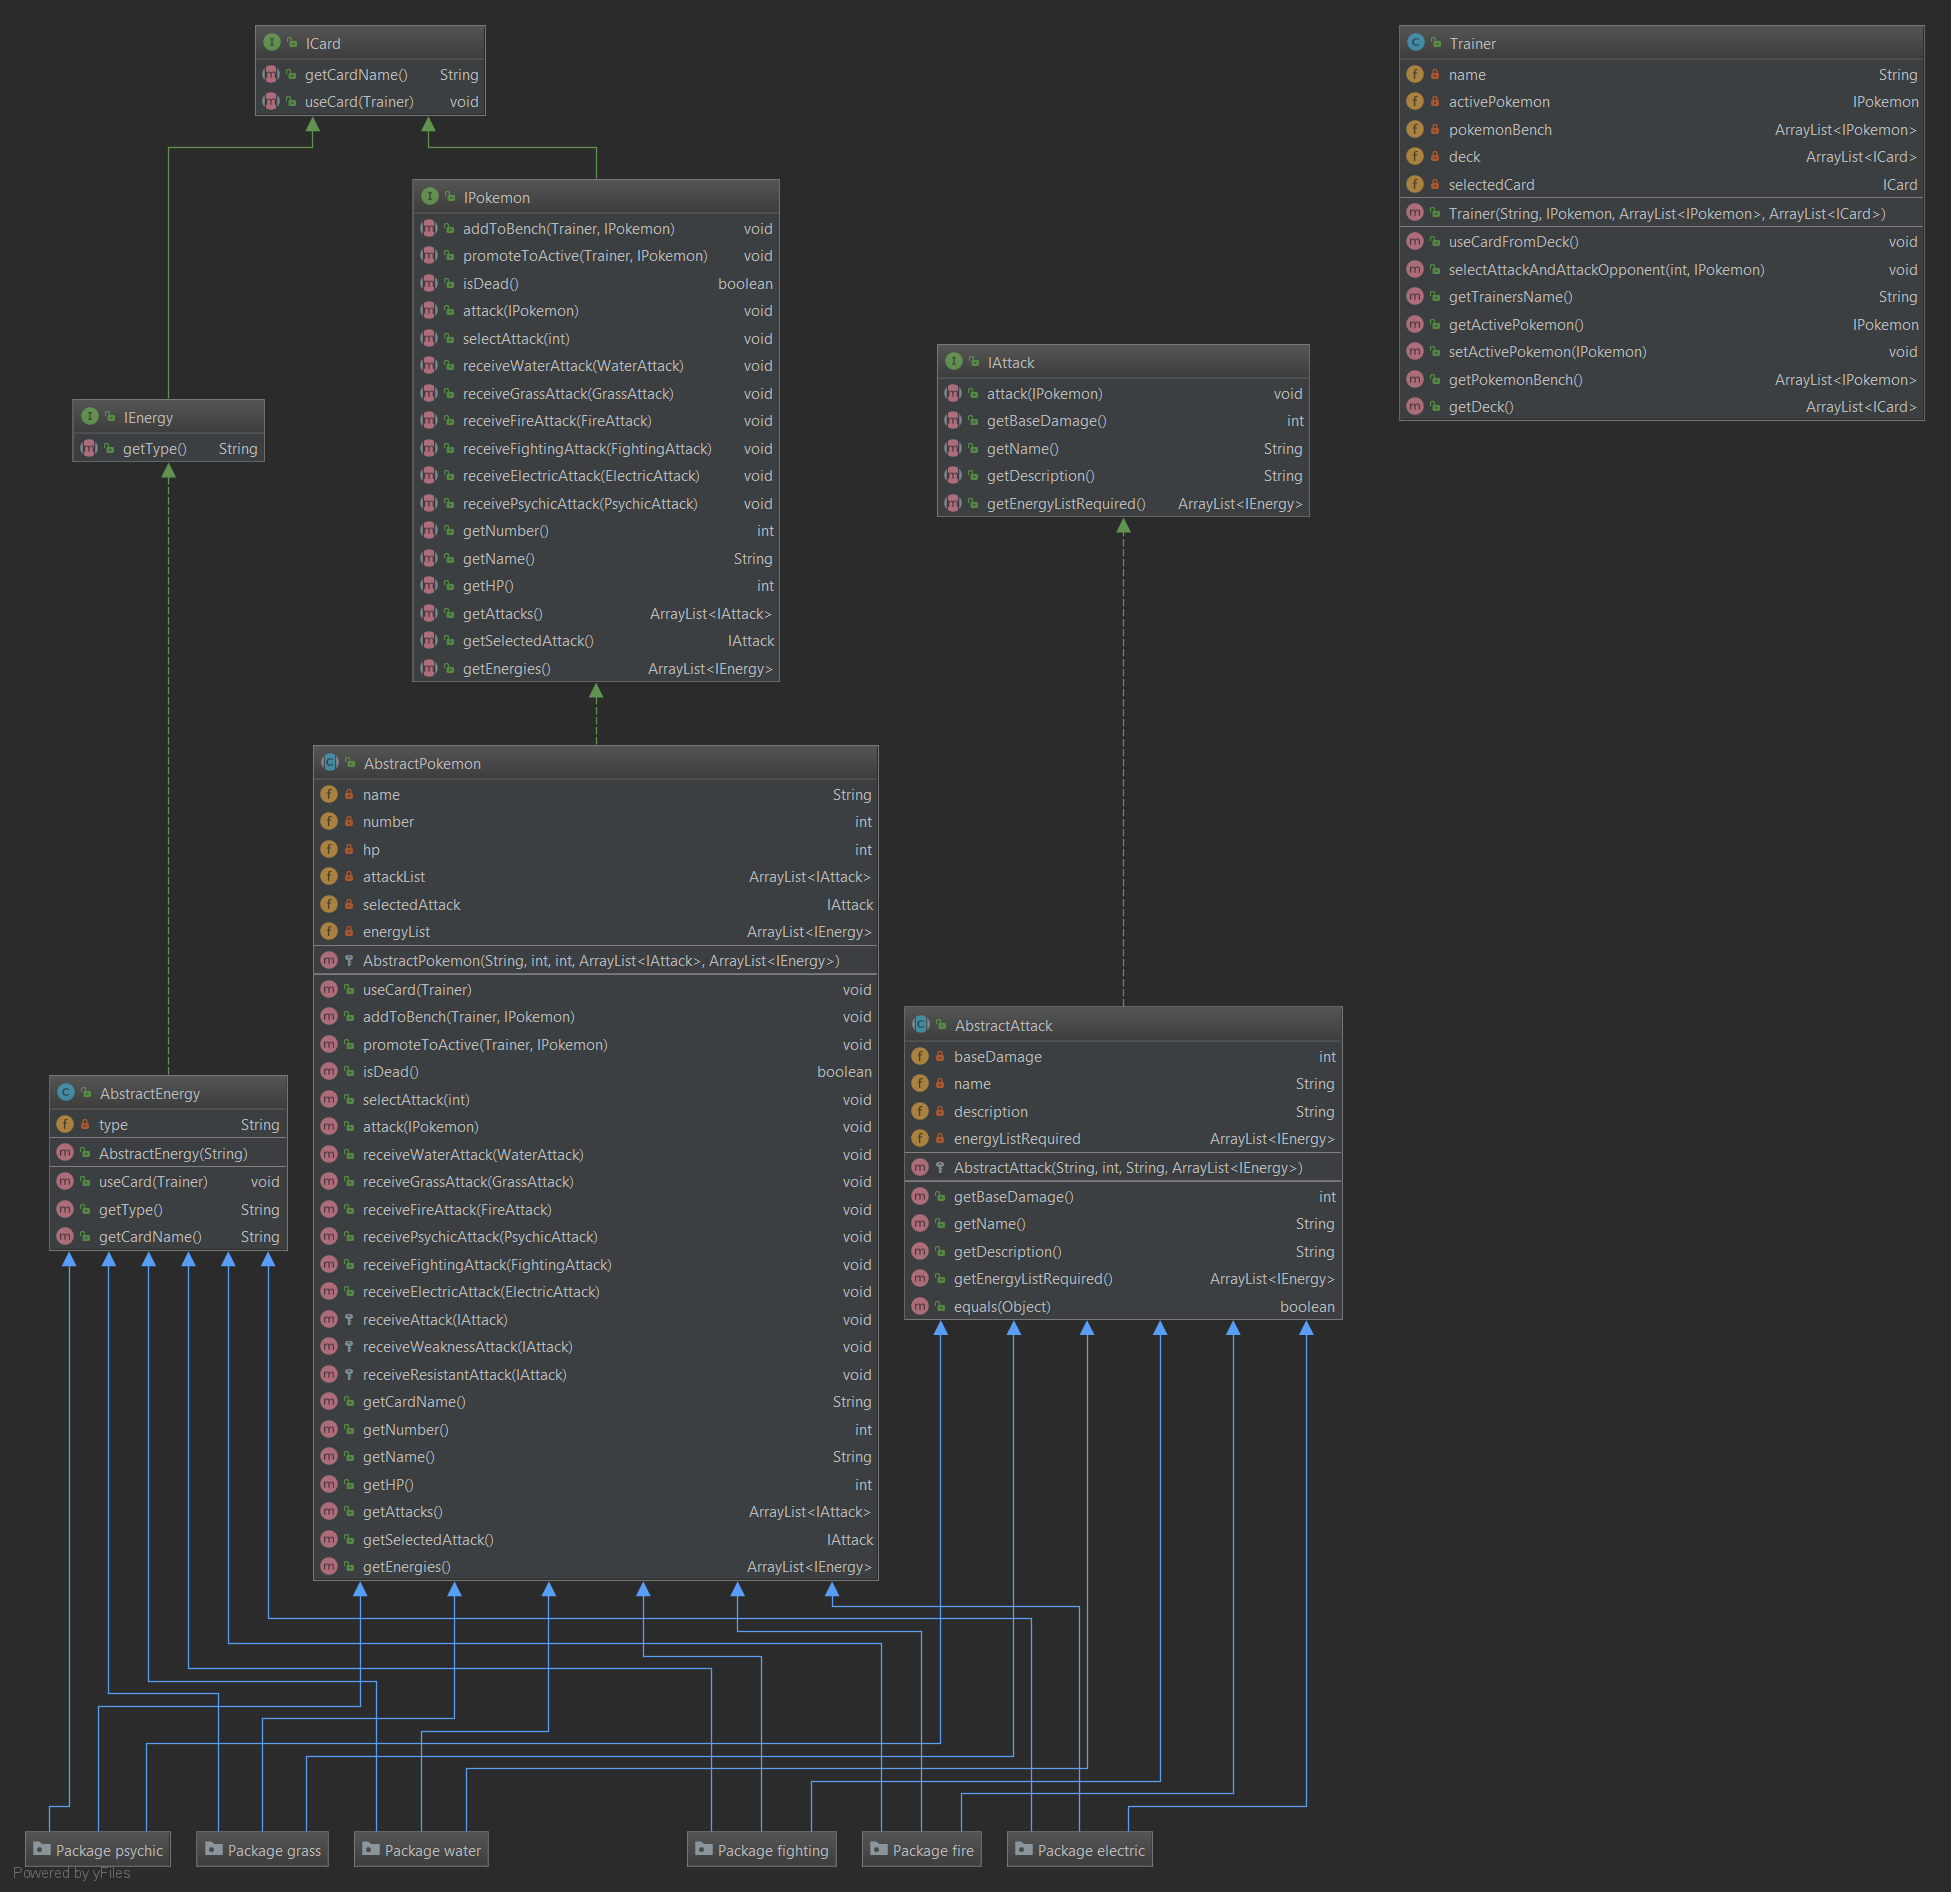 ICard
getCardName() String
useCard(Trainer) void
IPokemon
addToBench(Trainer, IPokemon) void
promoteToActive(Trainer, IPokemon) void
isDead() boolean
attack(IPokemon) void
selectAttack(int) void
receiveWaterAttack(WaterAttack) void
receiveGrassAttack(GrassAttack) void
receiveFireAttack(FireAttack) void
receiveFightingAttack(FightingAttack) void
receiveElectricAttack(ElectricAttack) void
receivePsychicAttack(PsychicAttack) void
getNumber() int
getName() String
getHP() int
getAttacks() ArrayList<IAttack>
getSelectedAttack() IAttack
getEnergies() ArrayList<IEnergy>
IEnergy
getType() String
IAttack
attack(IPokemon) void
getBaseDamage() int
getName() String
getDescription() String
getEnergyListRequired() ArrayList<IEnergy>
Trainer
name String
activePokemon IPokemon
pokemonBench ArrayList<IPokemon>
deck ArrayList<ICard>
selectedCard ICard
Trainer(String, IPokemon, ArrayList<IPokemon>, ArrayList<ICard>)
useCardFromDeck() void
selectAttackAndAttackOpponent(int, IPokemon) void
getTrainersName() String
getActivePokemon() IPokemon
setActivePokemon(IPokemon) void
getPokemonBench() ArrayList<IPokemon>
getDeck() ArrayList<ICard>
AbstractPokemon
name String
number int
hp int
attackList ArrayList<IAttack>
selectedAttack IAttack
energyList ArrayList<IEnergy>
AbstractPokemon(String, int, int, ArrayList<IAttack>, ArrayList<IEnergy>)
useCard(Trainer) void
addToBench(Trainer, IPokemon) void
promoteToActive(Trainer, IPokemon) void
isDead() boolean
selectAttack(int) void
attack(IPokemon) void
receiveWaterAttack(WaterAttack) void
receiveGrassAttack(GrassAttack) void
receiveFireAttack(FireAttack) void
receivePsychicAttack(PsychicAttack) void
receiveFightingAttack(FightingAttack) void
receiveElectricAttack(ElectricAttack) void
receiveAttack(IAttack) void
receiveWeaknessAttack(IAttack) void
receiveResistantAttack(IAttack) void
getCardName() String
getNumber() int
getName() String
getHP() int
getAttacks() ArrayList<IAttack>
getSelectedAttack() IAttack
getEnergies() ArrayList<IEnergy>
AbstractEnergy
type String
AbstractEnergy(String)
useCard(Trainer) void
getType() String
getCardName() String
AbstractAttack
baseDamage int
name String
description String
energyListRequired ArrayList<IEnergy>
AbstractAttack(String, int, String, ArrayList<IEnergy>)
getBaseDamage() int
getName() String
getDescription() String
getEnergyListRequired() ArrayList<IEnergy>
equals(Object) boolean
Package psychic
Package grass
Package water
Package fighting
Package fire
Package electric
Powered by yFiles